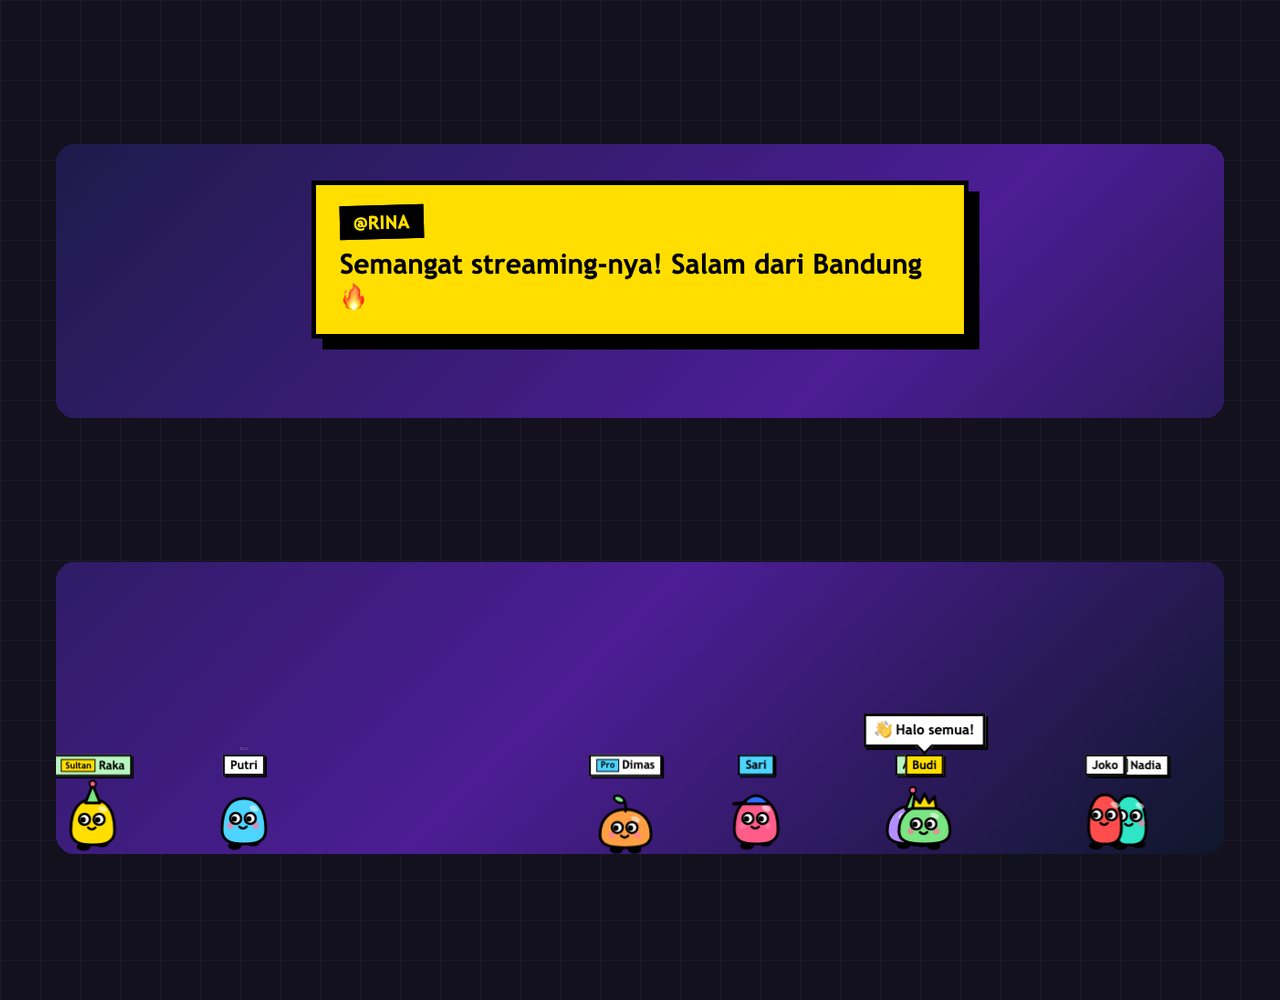 @RINA
Semangat streaming-nya! Salam dari Bandung
🔥
👋 Halo semua!
Sultan Raka
Putri
Pro Dimas
Sari
Budi
Joko
Nadia